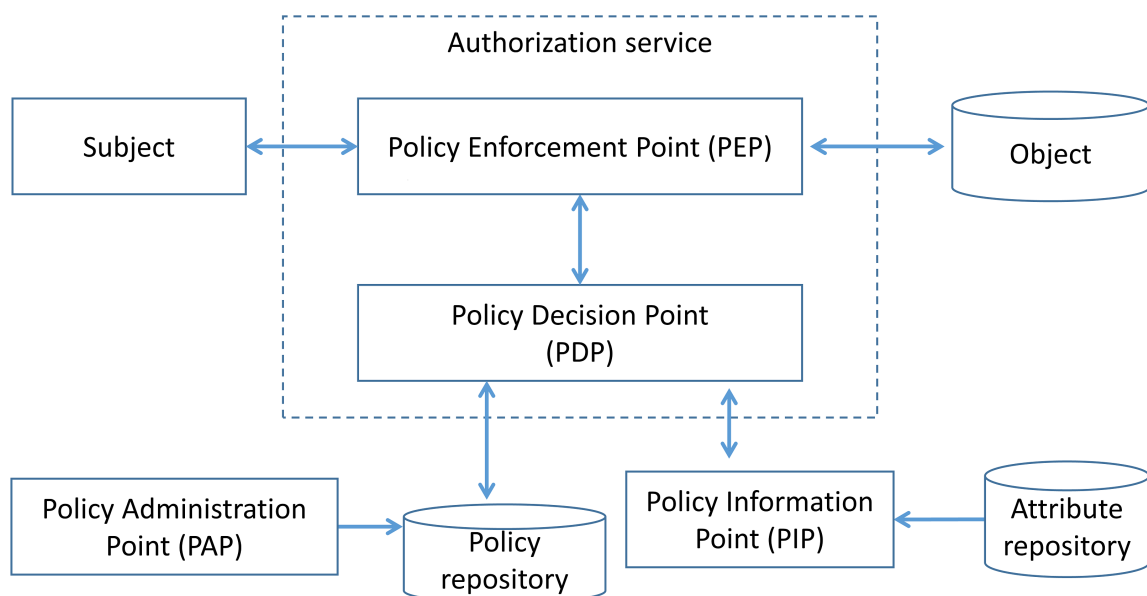 Authorization service
Subject
Policy Enforcement Point (PEP)
Object
Policy Decision Point
(PDP)
Policy Administration
Point (PAP)
Policy
repository
Policy Information
Point (PIP)
Attribute
repository